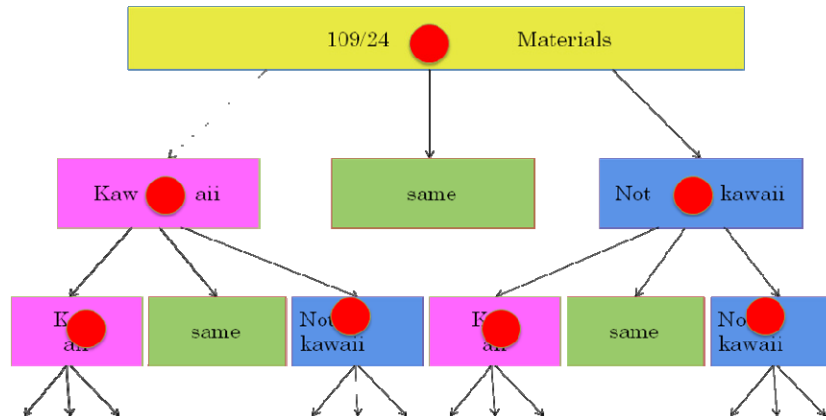 109/24 Materials
Kaw aii
same
Not kawaii
same
Not
kawaii
same
kawaii